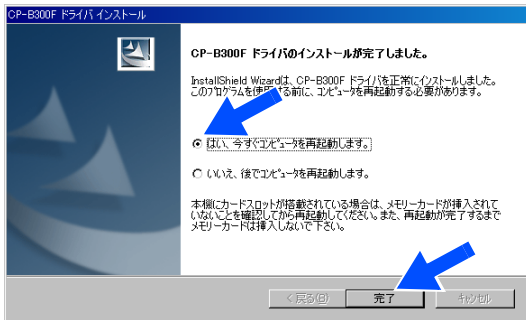 CP-B300F ドライバ インストール
CP-B300F ドライバのインストールが完了しました。
InstallShield Wizardは、CP-B300F ドライバを正常にインストールしました。
このプログラムを使用する前に、コンピュータを再起動する必要があります。
はい、今すぐコンピュータを再起動します。
いいえ、後でコンピュータを再起動します。
本機にカードスロットが搭載されている場合は、メモリーカードが挿入されて
いないことを確認してから再起動してください。また、再起動が完了するまで
メモリーカードは挿入しないで下さい。
< 戻る(B) 完了 キャンセル